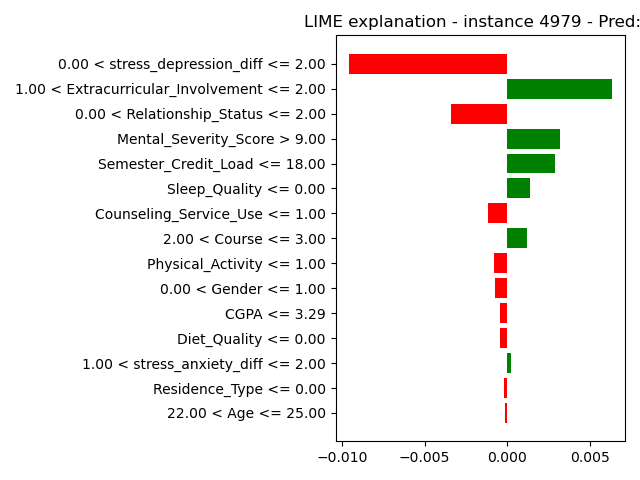 LIME explanation - instance 4979 - Pred:
0.00 < stress_depression_diff <= 2.00
1.00 < Extracurricular_Involvement <= 2.00
0.00 < Relationship_Status <= 2.00
Mental_Severity_Score > 9.00
Semester_Credit_Load <= 18.00
Sleep_Quality <= 0.00
Counseling_Service_Use <= 1.00
2.00 < Course <= 3.00
Physical_Activity <= 1.00
0.00 < Gender <= 1.00
CGPA <= 3.29
Diet_Quality <= 0.00
1.00 < stress_anxiety_diff <= 2.00
Residence_Type <= 0.00
22.00 < Age <= 25.00
−0.010 −0.005 0.000 0.005